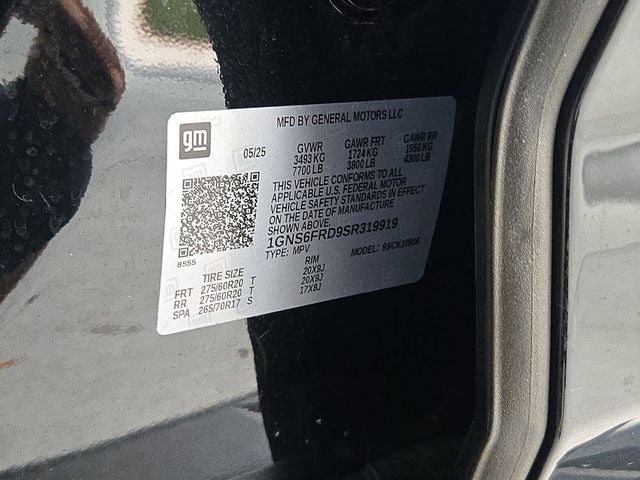 MFD BY GENERAL MOTORS LLC
gm
05/25 GVWR GAWR FRT GAWR RR
3493 KG 1724 KG 1950 KG
7700 LB 3800 LB 4300 LB
THIS VEHICLE CONFORMS TO ALL
APPLICABLE U.S. FEDERAL MOTOR
VEHICLE SAFETY STANDARDS IN EFFECT
ON THE DATE OF MANUFACTURE
SHOWN ABOVE.
1GNS6FRD9SR319919
8555 TYPE: MPV MODEL:
TIRE SIZE RIM
FRT 275/60R20 T 20X9J
RR 275/60R20 T 20X9J
SPA 265/70R17 S 17X8J